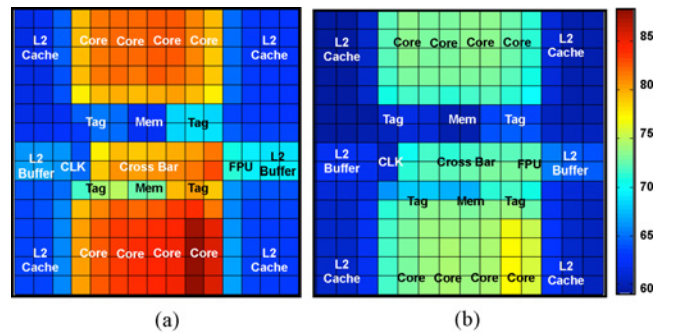 L2 Cache Core Core Core Core L2 Cache
Tag Mem Tag
L2 Buffer CLK Cross Bar FPU L2 Buffer
Tag Mem Tag
L2 Cache Core Core Core Core L2 Cache
(a)
L2 Cache Core Core Core Core L2 Cache
Tag Mem Tag
L2 Buffer CLK Cross Bar FPU L2 Buffer
Tag Mem Tag
L2 Cache Core Core Core Core L2 Cache
(b)
85
80
75
70
65
60